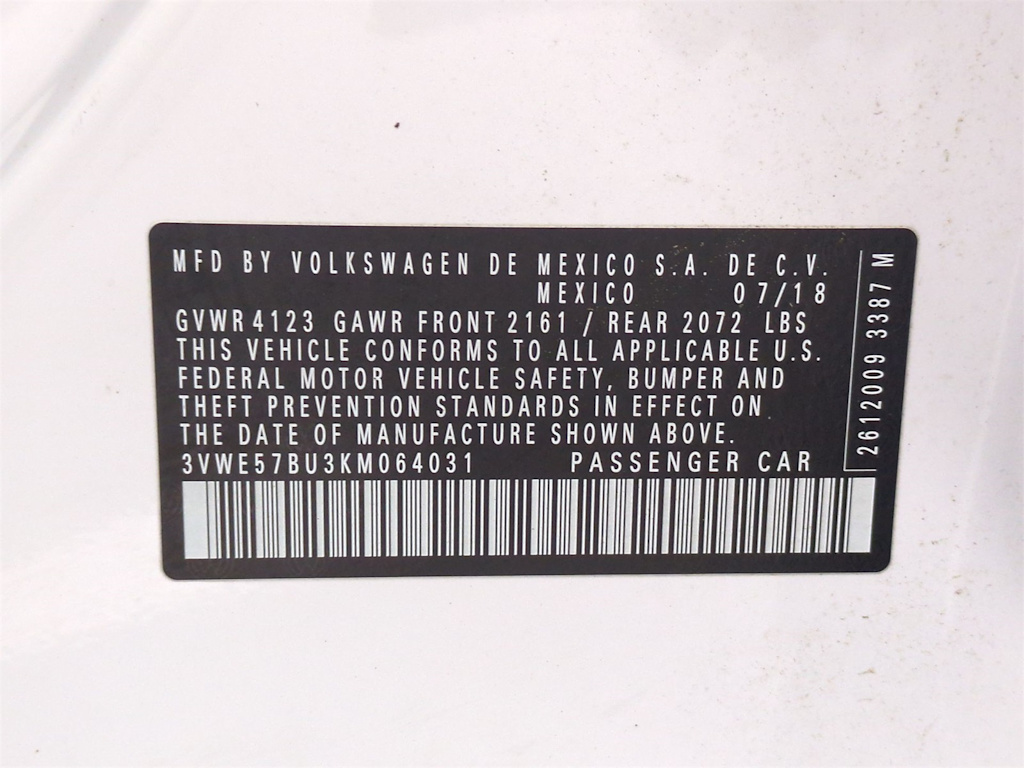 MFD BY VOLKSWAGEN DE MEXICO S.A. DE C.V.
MEXICO 07/18
GVWR 4123 GAWR FRONT 2161 / REAR 2072 LBS
THIS VEHICLE CONFORMS TO ALL APPLICABLE U.S.
FEDERAL MOTOR VEHICLE SAFETY, BUMPER AND
THEFT PREVENTION STANDARDS IN EFFECT ON
THE DATE OF MANUFACTURE SHOWN ABOVE.
3VWE57BU3KM064031 PASSENGER CAR
2612009 3387 M